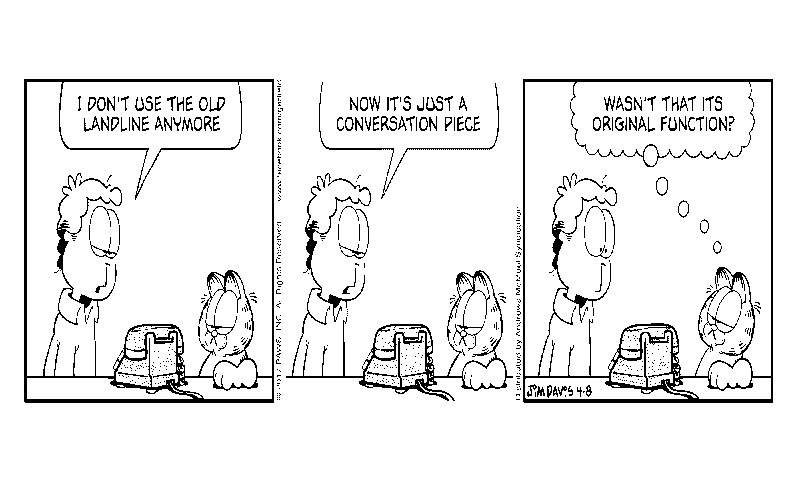 I DON'T USE THE OLD
LANDLINE ANYMORE
NOW IT'S JUST A
CONVERSATION PIECE
WASN'T THAT ITS
ORIGINAL FUNCTION?
JIM DAVIS 4-8